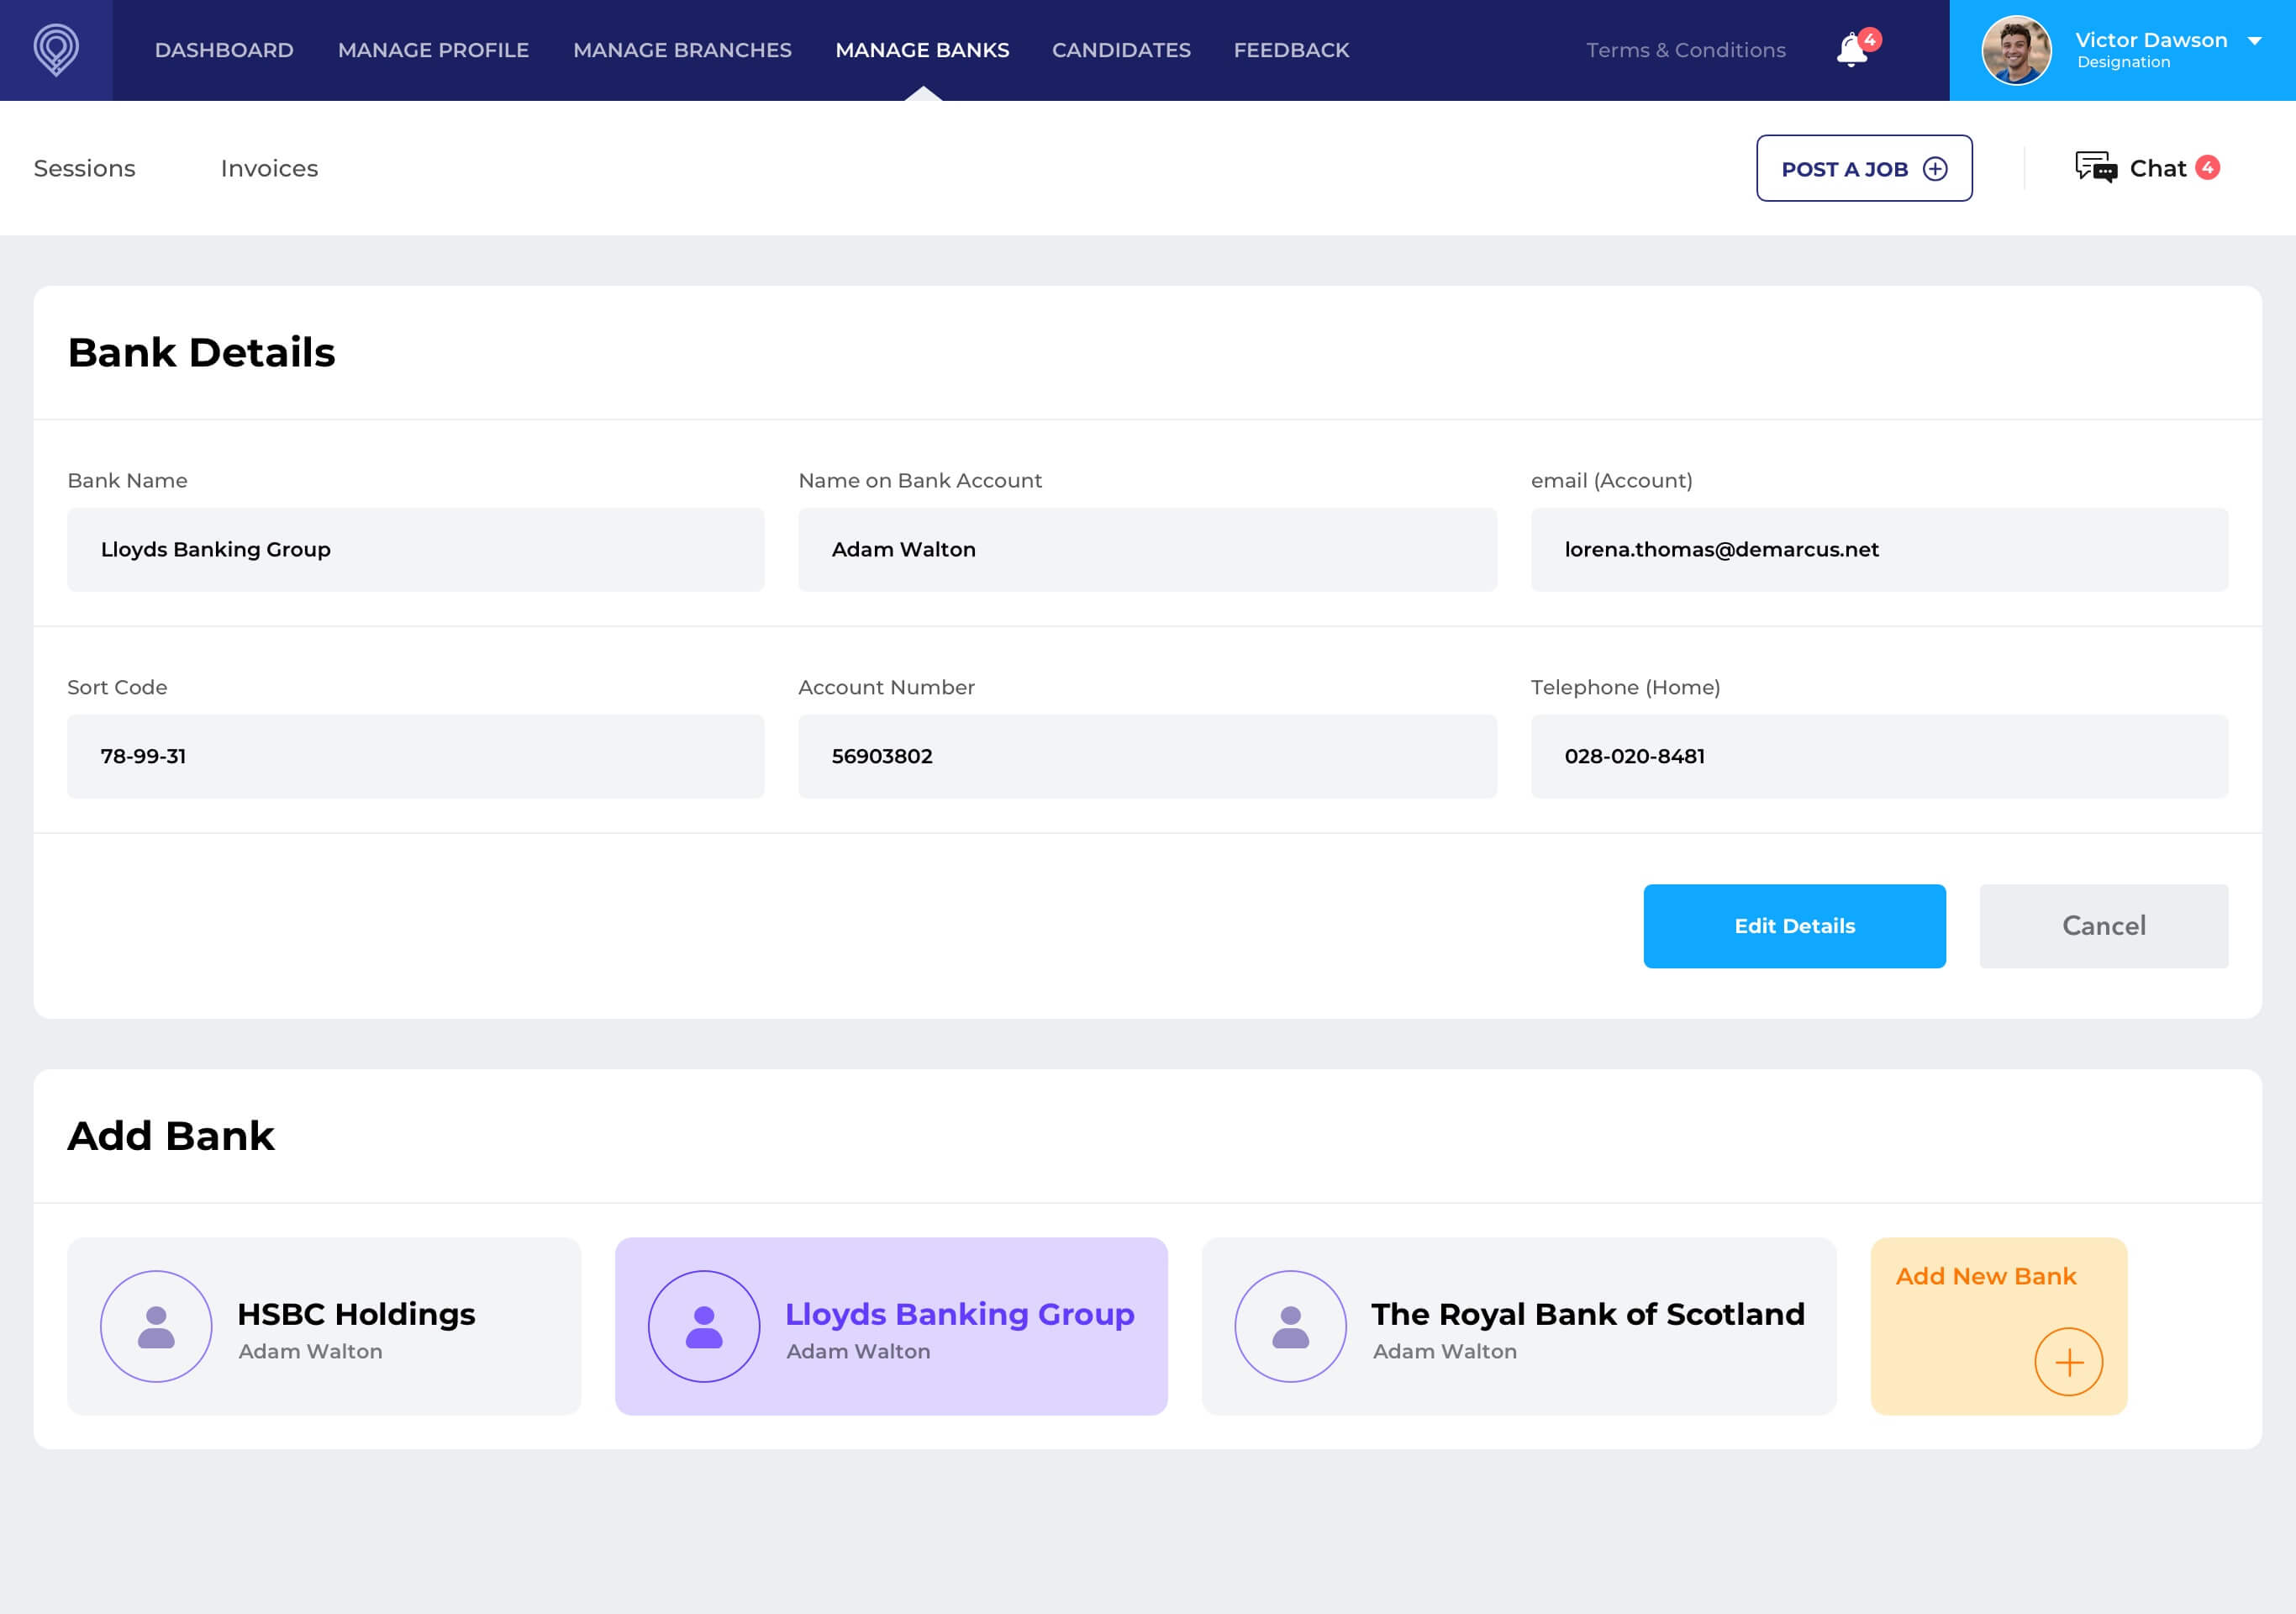 DASHBOARD
MANAGE PROFILE
MANAGE BRANCHES
MANAGE BANKS
CANDIDATES
FEEDBACK
Terms & Conditions
4
Victor Dawson
Designation
Sessions
Invoices
POST A JOB
Chat
4
Bank Details
Bank Name
Name on Bank Account
email (Account)
Lloyds Banking Group
Adam Walton
lorena.thomas@demarcus.net
Sort Code
Account Number
Telephone (Home)
78-99-31
56903802
028-020-8481
Edit Details
Cancel
Add Bank
HSBC Holdings
Adam Walton
Lloyds Banking Group
Adam Walton
The Royal Bank of Scotland
Adam Walton
Add New Bank